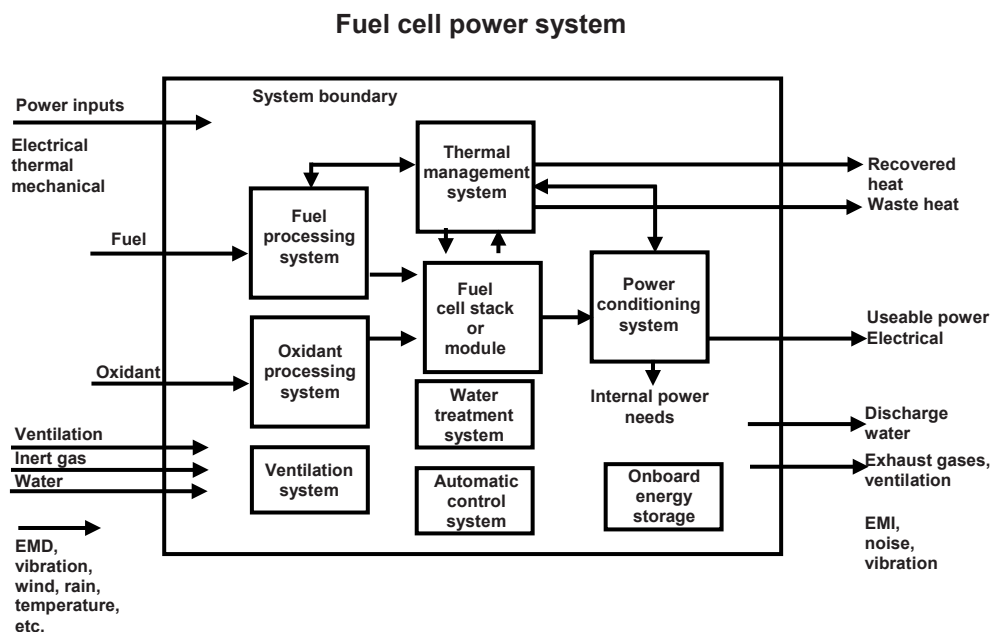 Fuel cell power system
System boundary
Power inputs
Electrical
thermal
mechanical
Fuel
Oxidant
Ventilation
Inert gas
Water
EMD,
vibration,
wind, rain,
temperature,
etc.
Thermal
management
system
Fuel
processing
system
Fuel
cell stack
or
module
Power
conditioning
system
Oxidant
processing
system
Water
treatment
system
Internal power
needs
Ventilation
system
Automatic
control
system
Onboard
energy
storage
Recovered
heat
Waste heat
Useable power
Electrical
Discharge
water
Exhaust gases,
ventilation
EMI,
noise,
vibration